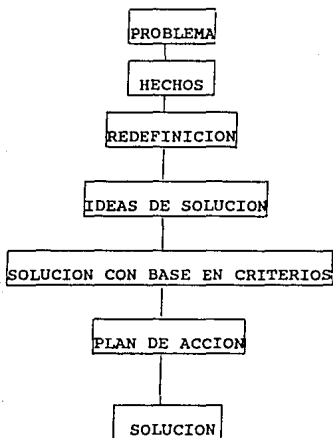 PROBLEMA
HECHOS
REDEFINICION
IDEAS DE SOLUCION
SOLUCION CON BASE EN CRITERIOS
PLAN DE ACCION
SOLUCION